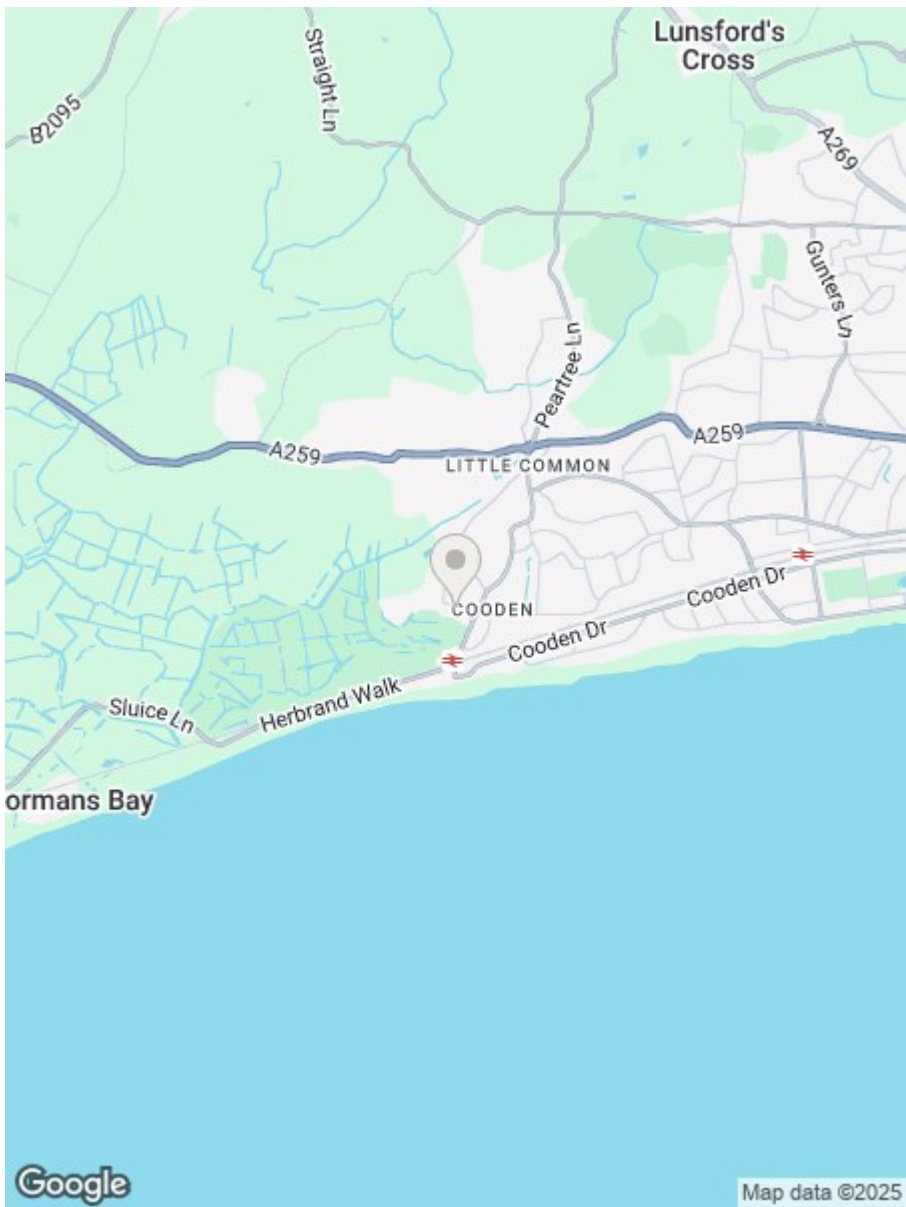 Lunsford's
Cross
Straight Ln
B2095
A269
Gunters Ln
Peartree Ln
A259
A259
LITTLE COMMON
Cooden Dr
COODEN
Cooden Dr
Herbrand Walk
Sluice Ln
ormans Bay
Google
Map data ©2025